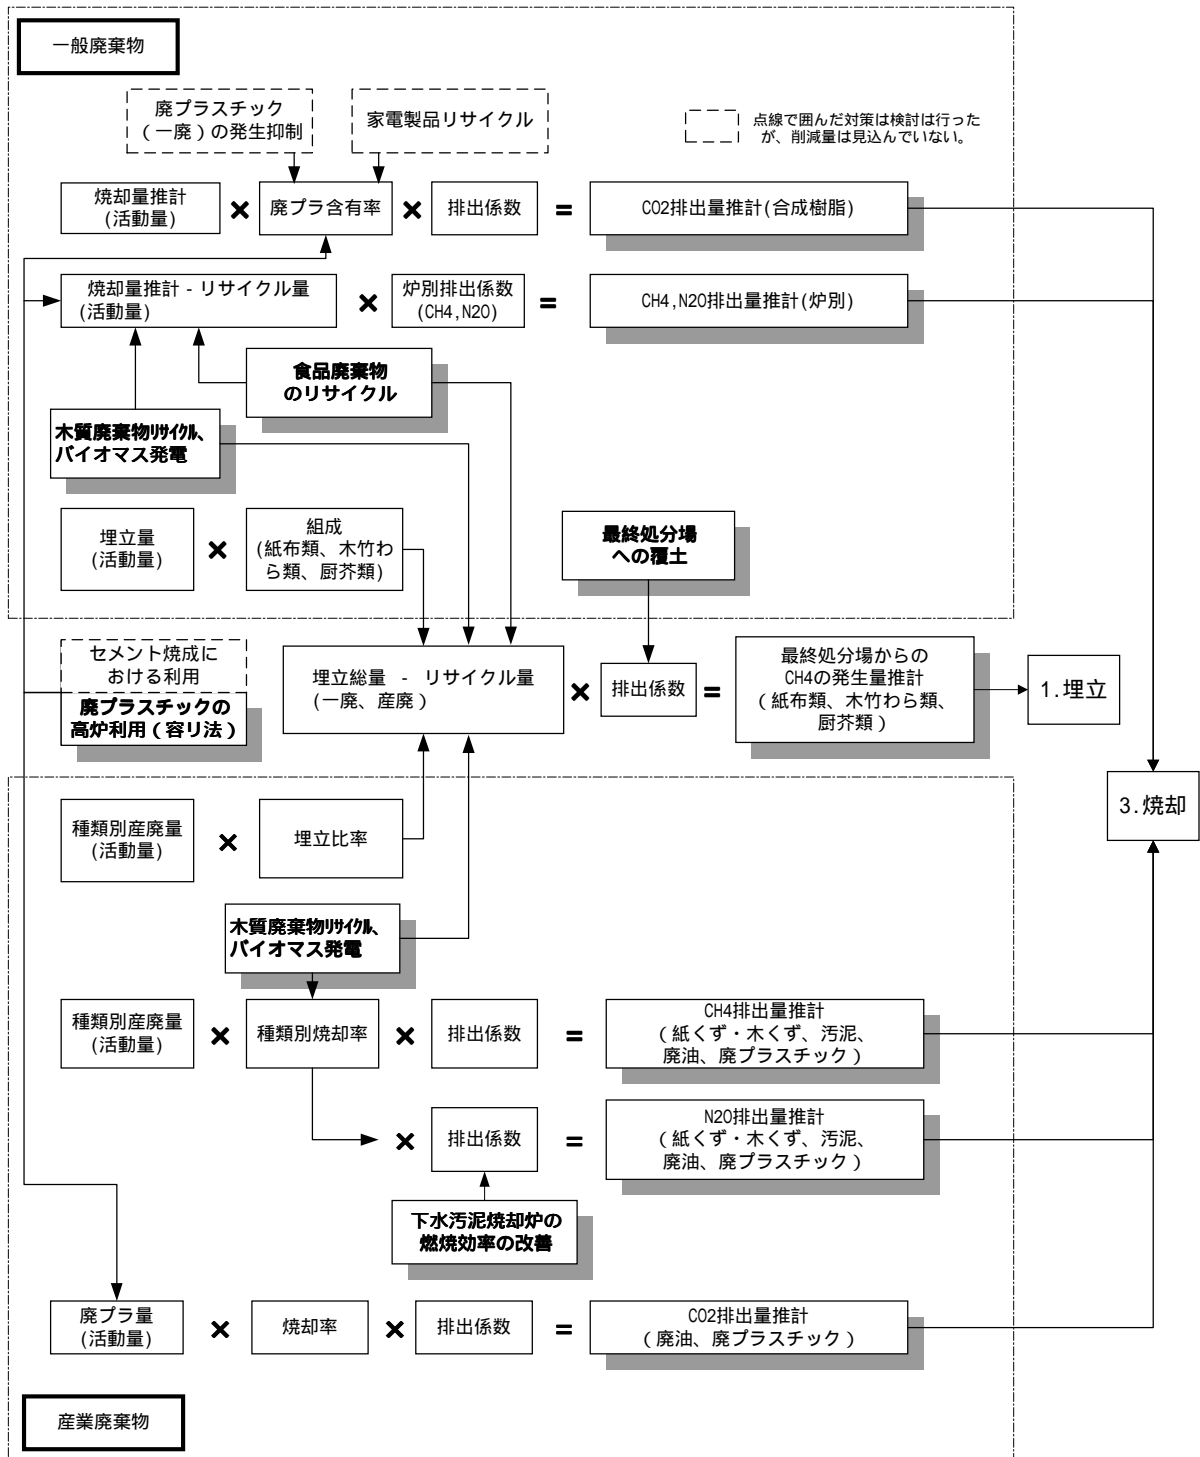 一般廃棄物
廃プラスチック
(一廃)の発生抑制
家電製品リサイクル
点線で囲んだ対策は検討は行った
が、削減量は見込んでいない。
焼却量推計
(活動量)
×
廃プラ含有率
×
排出係数
=
CO2排出量推計(合成樹脂)
焼却量推計 - リサイクル量
(活動量)
×
炉別排出係数
(CH4,N2O)
=
CH4,N2O排出量推計(炉別)
食品廃棄物
のリサイクル
木質廃棄物ﾘｻｲｸﾙ、
バイオマス発電
埋立量
(活動量)
×
組成
(紙布類、木竹わ
ら類、厨芥類)
最終処分場
への覆土
セメント焼成に
おける利用
廃プラスチックの
高炉利用(容リ法)
埋立総量 - リサイクル量
(一廃、産廃)
×
排出係数
=
最終処分場からの
CH4の発生量推計
(紙布類、木竹わら類、
厨芥類)
1.埋立
3.焼却
種類別産廃量
(活動量)
×
埋立比率
木質廃棄物ﾘｻｲｸﾙ、
バイオマス発電
種類別産廃量
(活動量)
×
種類別焼却率
×
排出係数
=
CH4排出量推計
(紙くず・木くず、汚泥、
廃油、廃プラスチック)
×
排出係数
=
N2O排出量推計
(紙くず・木くず、汚泥、
廃油、廃プラスチック)
下水汚泥焼却炉の
燃焼効率の改善
廃プラ量
(活動量)
×
焼却率
×
排出係数
=
CO2排出量推計
(廃油、廃プラスチック)
産業廃棄物